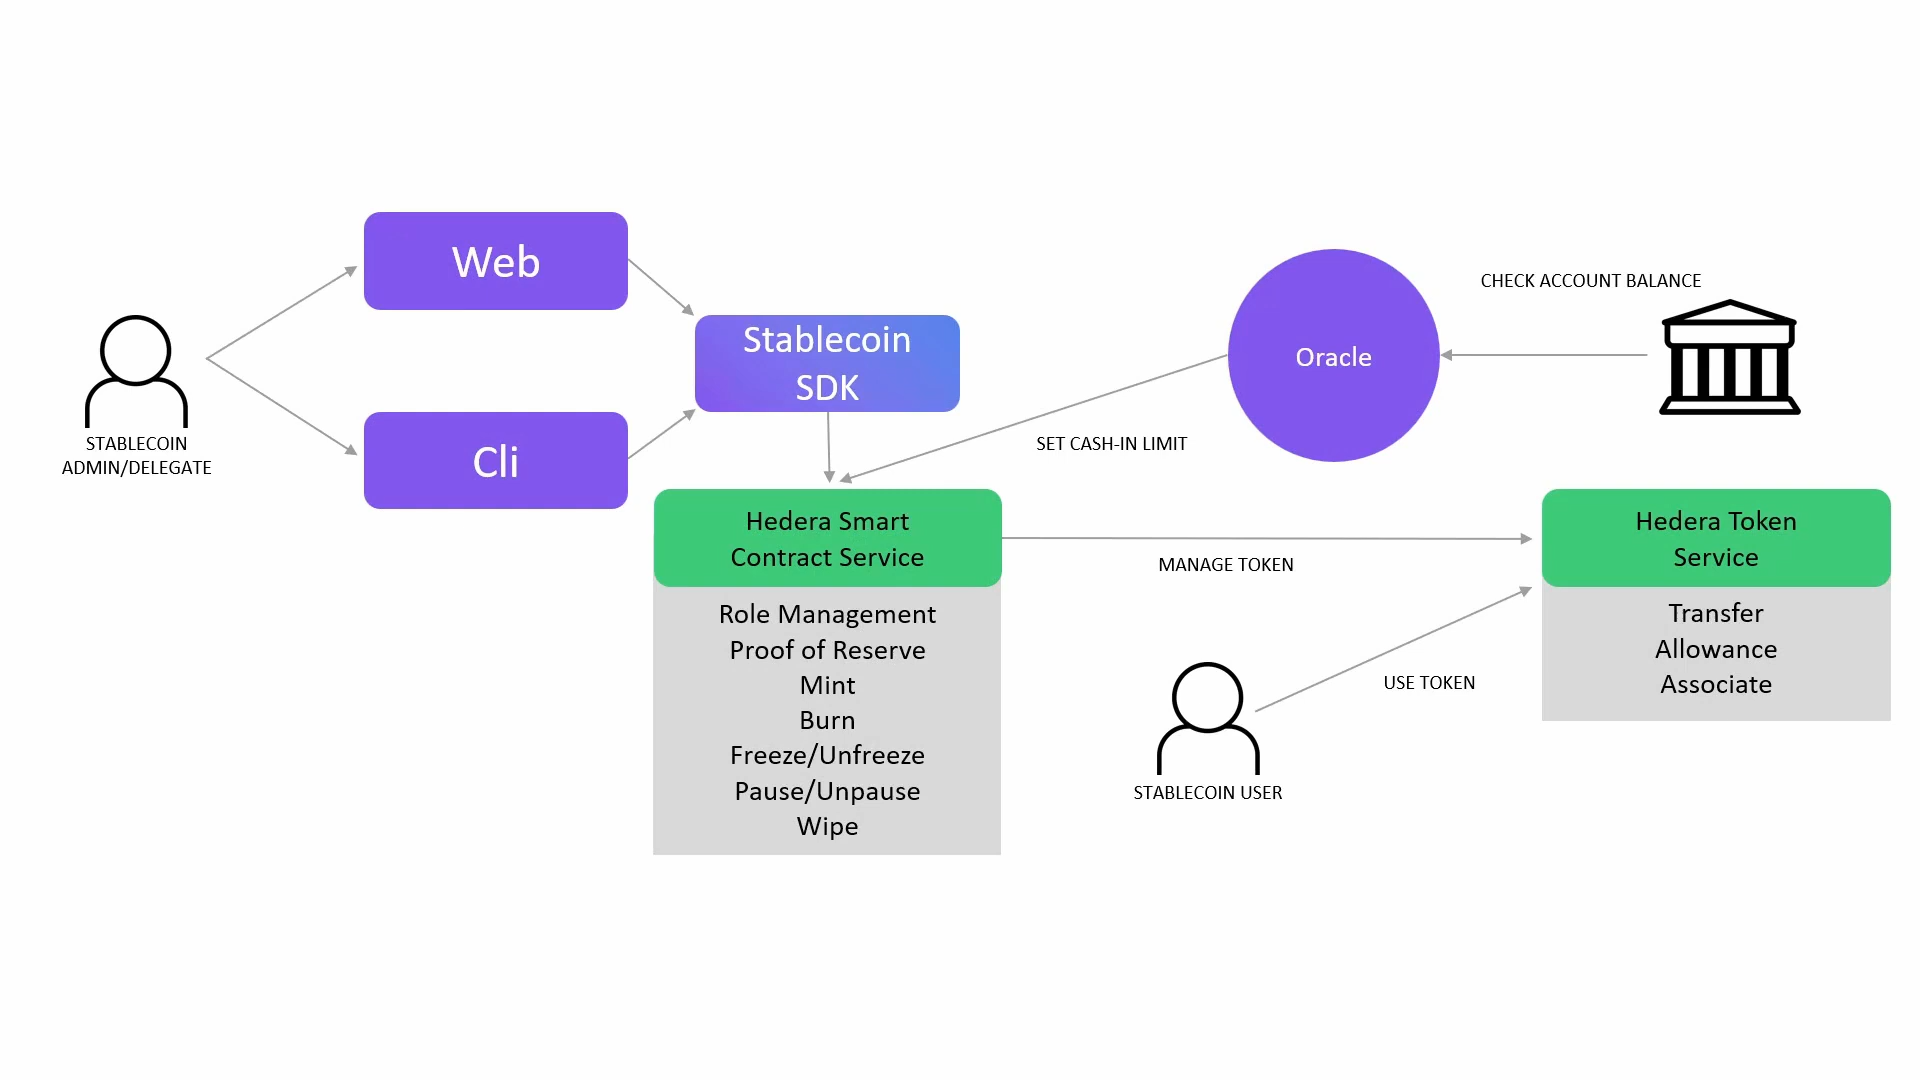 Web
Cli
STABLECOIN
ADMIN/DELEGATE
Stablecoin
SDK
Oracle
CHECK ACCOUNT BALANCE
SET CASH-IN LIMIT
Hedera Smart
Contract Service
Role Management
Proof of Reserve
Mint
Burn
Freeze/Unfreeze
Pause/Unpause
Wipe
MANAGE TOKEN
Hedera Token
Service
Transfer
Allowance
Associate
USE TOKEN
STABLECOIN USER